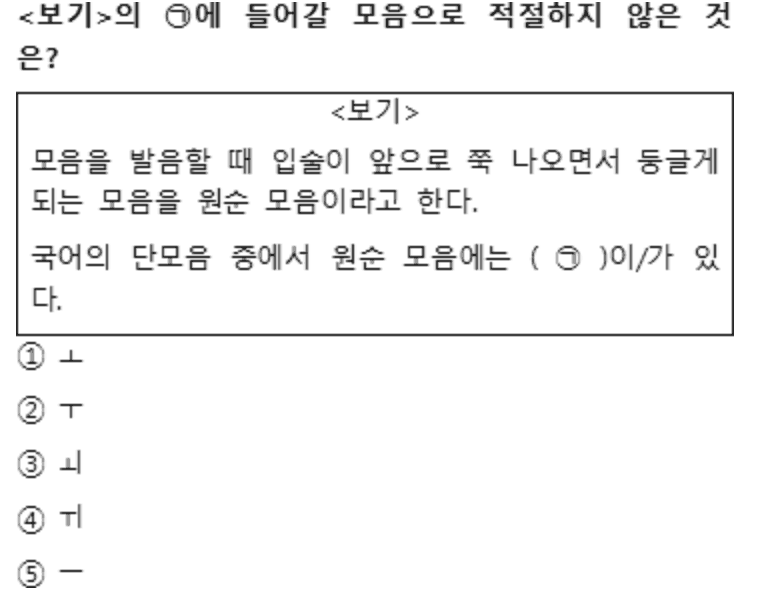 <보기>의 ㉠에 들어갈 모음으로 적절하지 않은 것
은?
<보기>
모음을 발음할 때 입술이 앞으로 쭉 나오면서 둥글게
되는 모음을 원순 모음이라고 한다.
국어의 단모음 중에서 원순 모음에는 ( ㉠ )이/가 있
다.
① ㅗ
② ㅜ
③ ㅚ
④ ㅟ
⑤ ㅡ